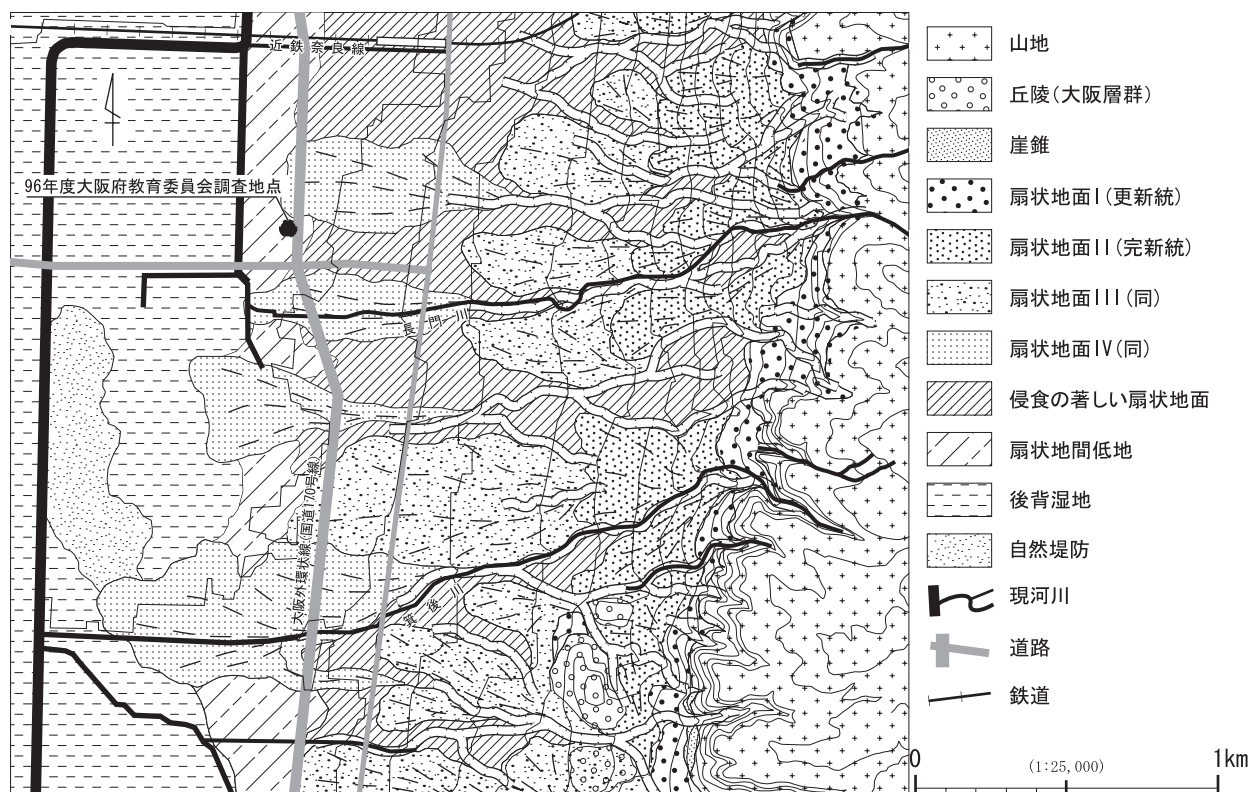 近鉄奈良線
96年度大阪府教育委員会調査地点
長門川
大阪外環状線(国道170号線)
箕後川
山地
丘陵(大阪層群)
崖錐
扇状地面I(更新統)
扇状地面II(完新統)
扇状地面III(同)
扇状地面IV(同)
侵食の著しい扇状地面
扇状地間低地
後背湿地
自然堤防
現河川
道路
鉄道
0 1km
(1:25,000)